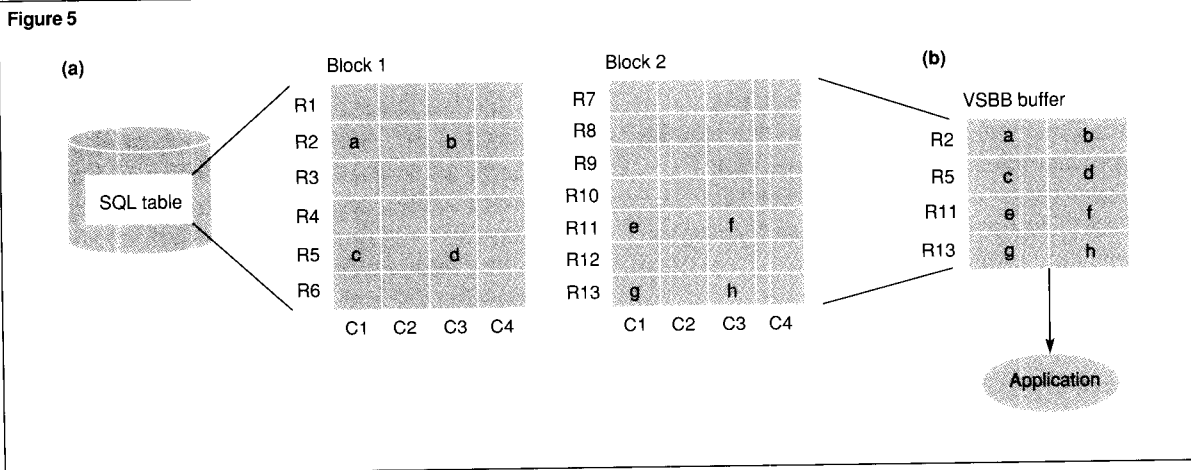 Figure 5
(a)
SQL table
Block 1
R1
R2 a b
R3
R4
R5 c d
R6
C1 C2 C3 C4
Block 2
R7
R8
R9
R10
R11 e f
R12
R13 g h
C1 C2 C3 C4
(b)
VSBB buffer
R2 a b
R5 c d
R11 e f
R13 g h
Application